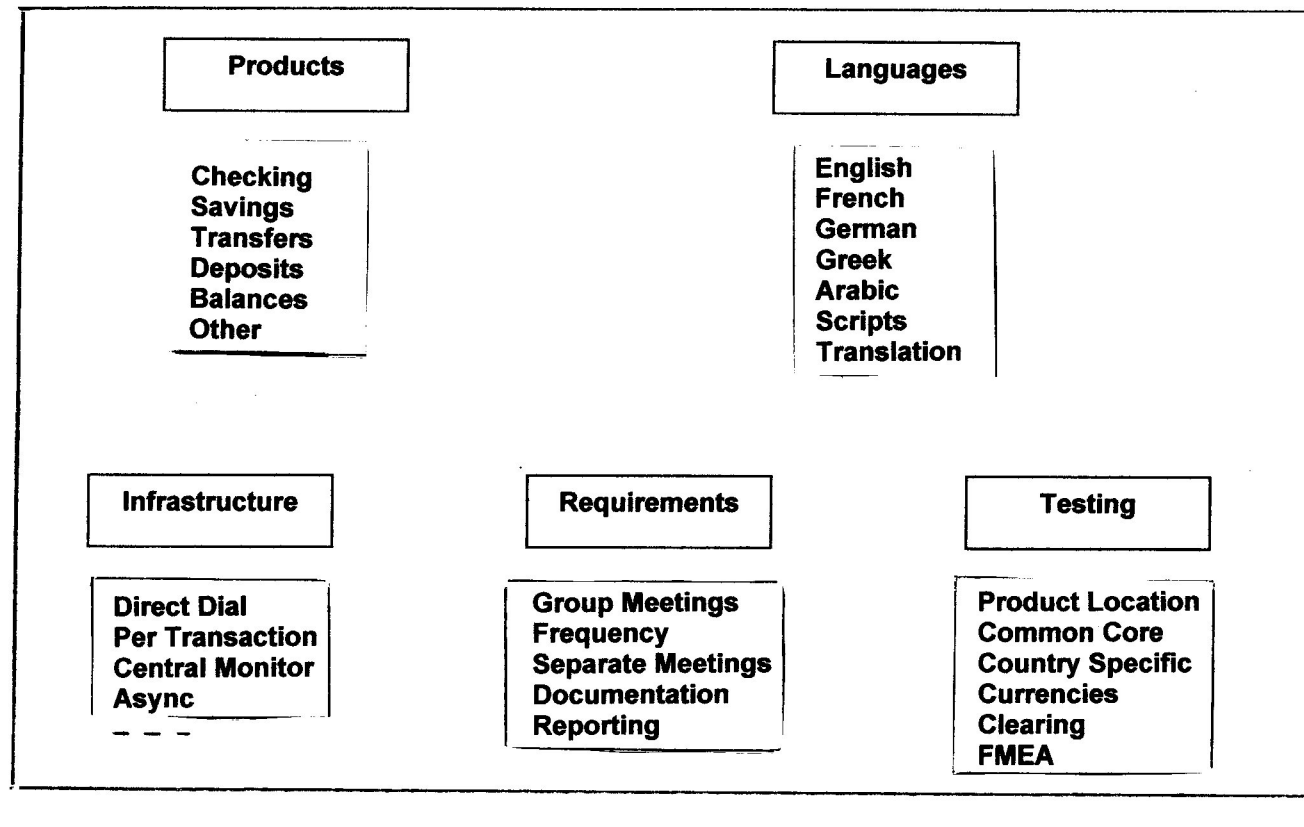 Products
Checking
Savings
Transfers
Deposits
Balances
Other
Languages
English
French
German
Greek
Arabic
Scripts
Translation
Infrastructure
Direct Dial
Per Transaction
Central Monitor
Async
– – –
Requirements
Group Meetings
Frequency
Separate Meetings
Documentation
Reporting
Testing
Product Location
Common Core
Country Specific
Currencies
Clearing
FMEA